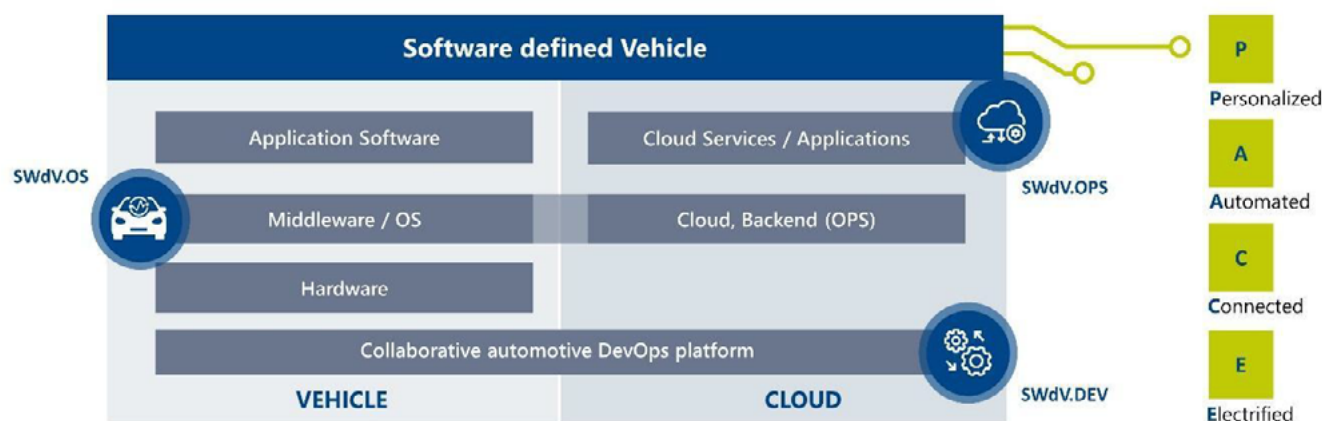 Software defined Vehicle
Application Software
Cloud Services / Applications
SWdV.OS
SWdV.OPS
Middleware / OS
Cloud, Backend (OPS)
Hardware
Collaborative automotive DevOps platform
SWdV.DEV
VEHICLE
CLOUD
P
Personalized
A
Automated
C
Connected
E
Electrified